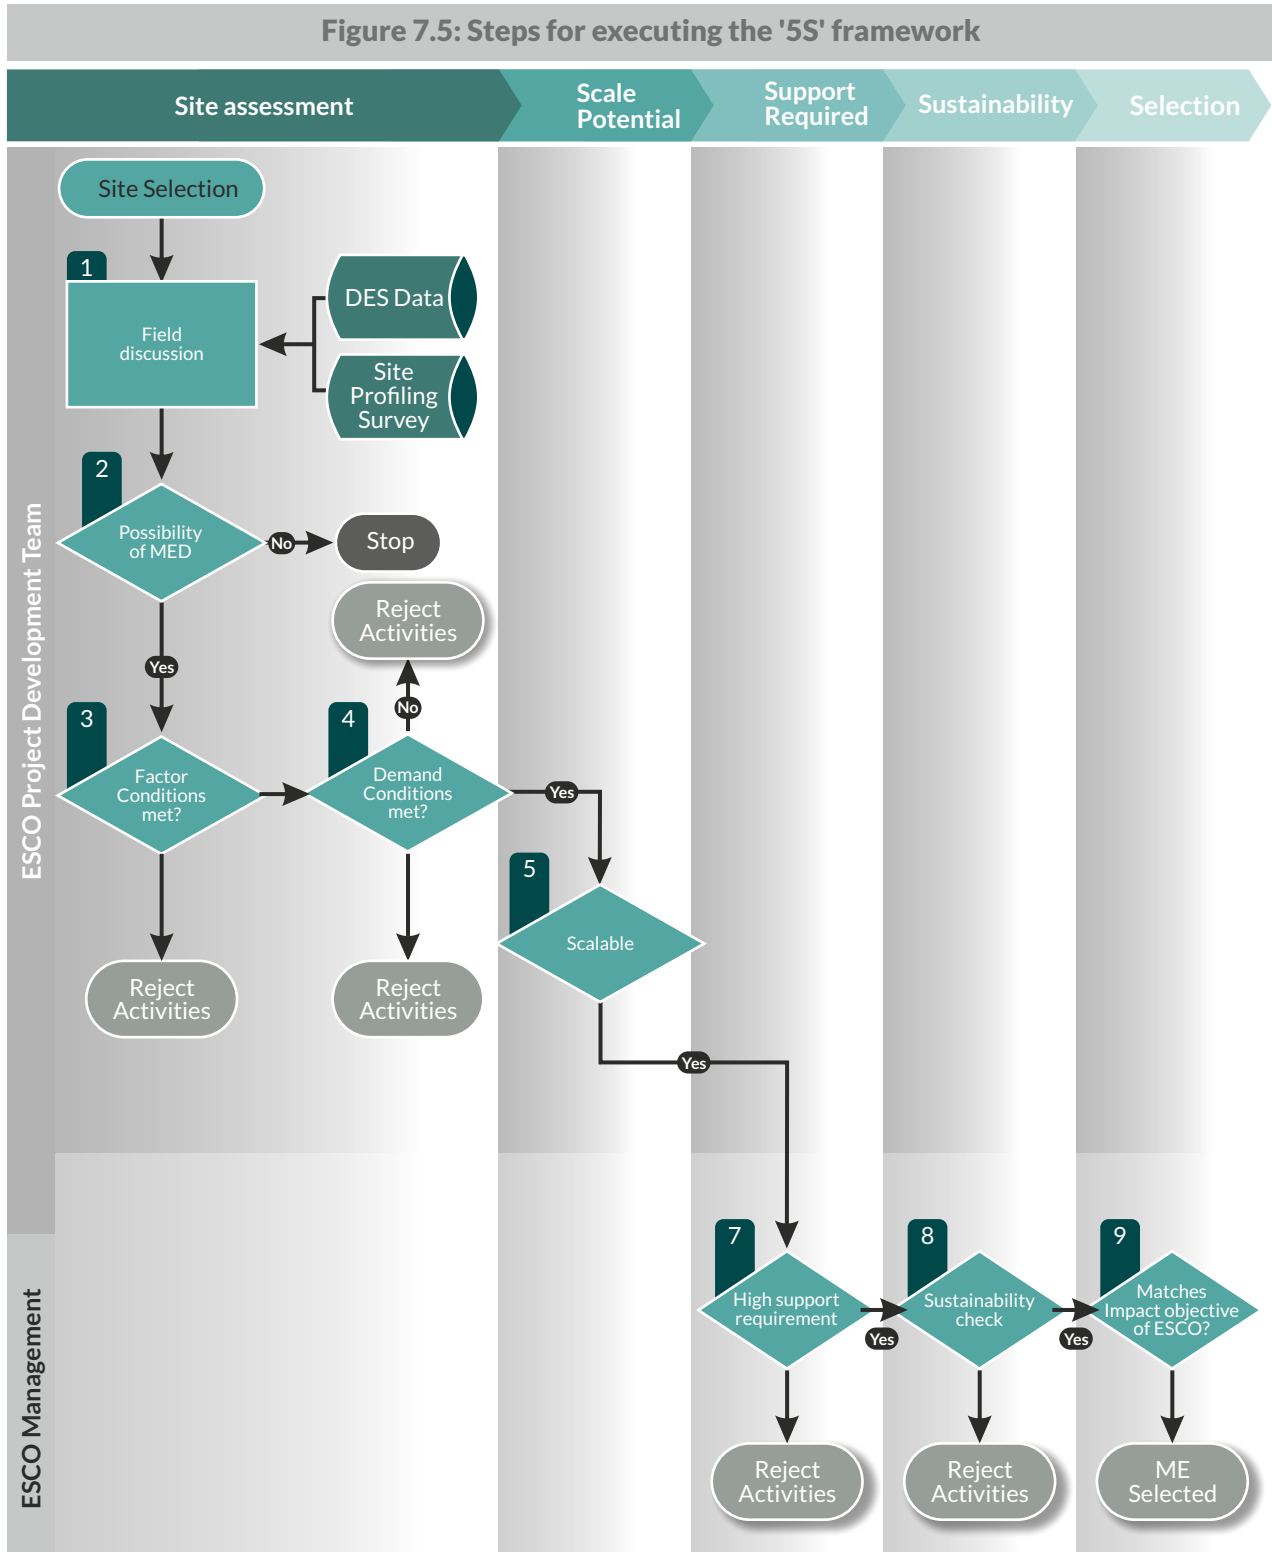 Figure 7.5: Steps for executing the '5S' framework
Site assessment
Scale
Potential
Support
Required
Sustainability
Selection
ESCO Project Development Team
Site Selection
1
Field
discussion
DES Data
Site
Profiling
Survey
2
Possibility
of MED
No
Stop
Reject
Activities
Yes
No
3
Factor
Conditions
met?
4
Demand
Conditions
met?
Yes
5
Scalable
Reject
Activities
Reject
Activities
Yes
ESCO Management
7
High support
requirement
Yes
8
Sustainability
check
Yes
9
Matches
Impact objective
of ESCO?
Reject
Activities
Reject
Activities
ME
Selected